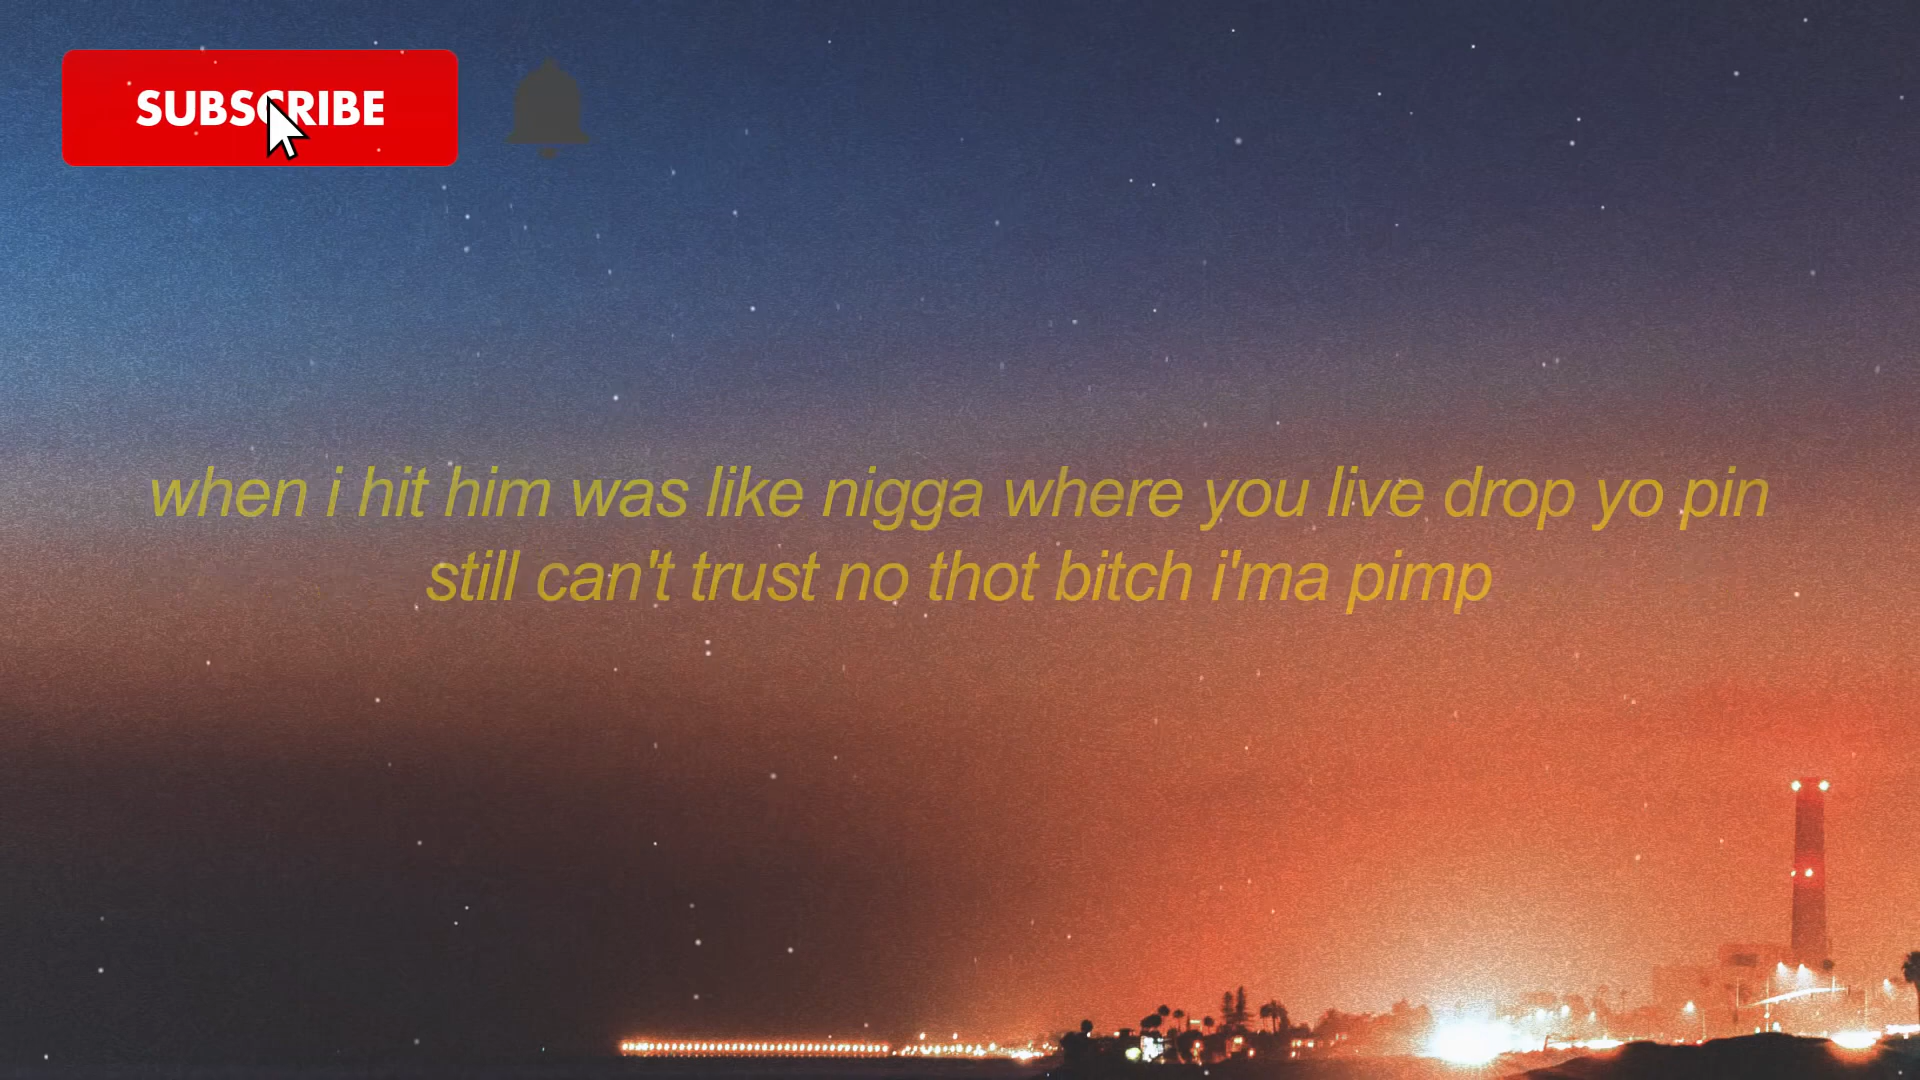 SUBSCRIBE
when i hit him was like nigga where you live drop yo pin
still can't trust no thot bitch i'ma pimp